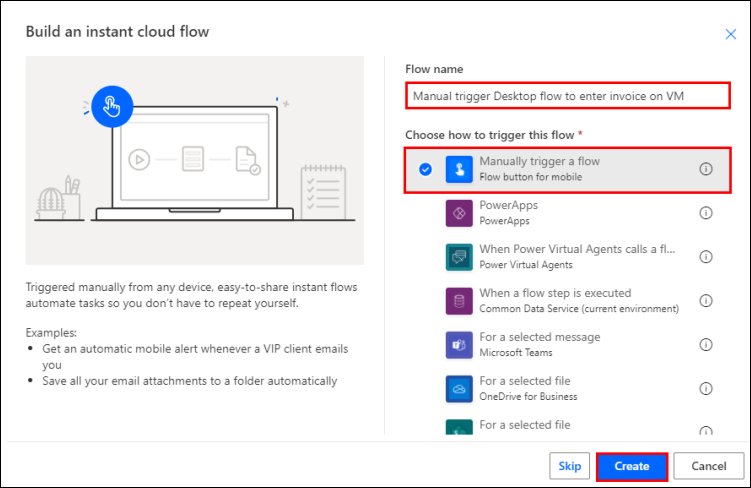 Build an instant cloud flow
Triggered manually from any device, easy-to-share instant flows
automate tasks so you don't have to repeat yourself.
Examples:
Get an automatic mobile alert whenever a VIP client emails
you
Save all your email attachments to a folder automatically
Flow name
Manual trigger Desktop flow to enter invoice on VM
Choose how to trigger this flow *
Manually trigger a flow
Flow button for mobile
PowerApps
PowerApps
When Power Virtual Agents calls a fl...
Power Virtual Agents
When a flow step is executed
Common Data Service (current environment)
For a selected message
Microsoft Teams
For a selected file
OneDrive for Business
For a selected file
Skip
Create
Cancel